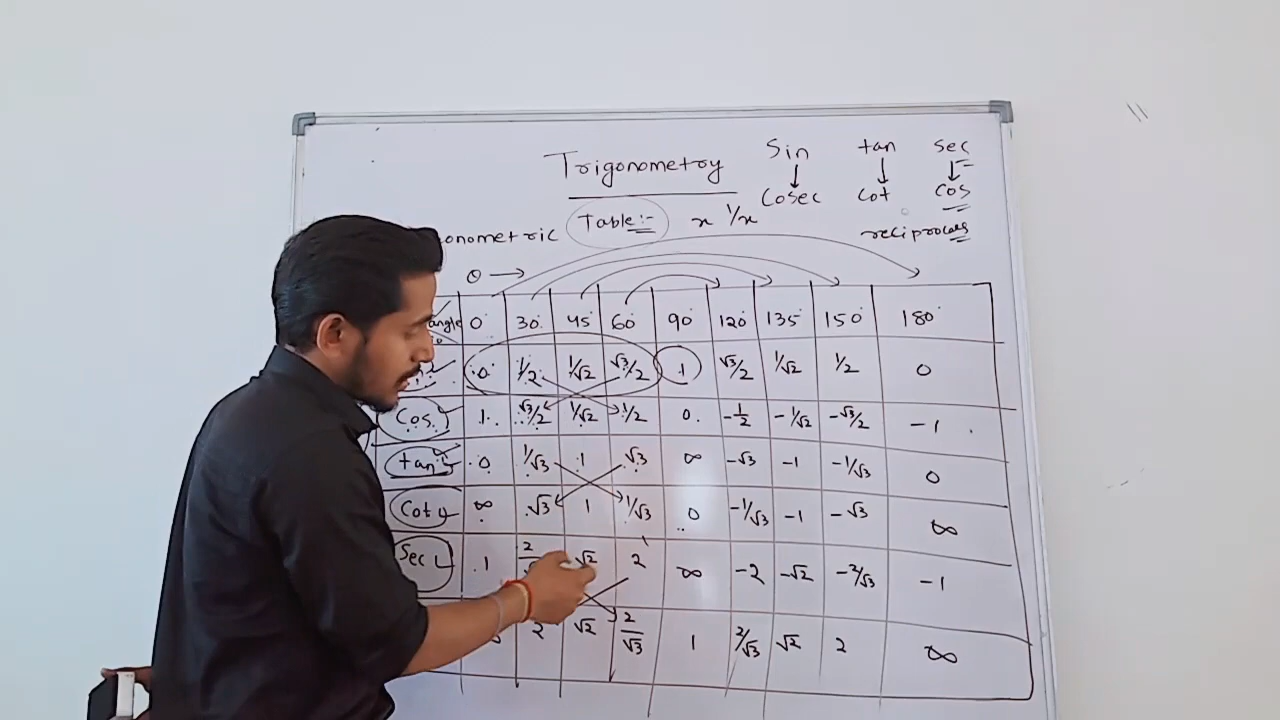 Trigonometry Sin tan sec
Cosec Cot Cos
onometric Table:- x 1/x reciprocals
θ →
angle 0° 30° 45° 60° 90° 120° 135° 150° 180°
0 1/2 1/√2 √3/2 1 √3/2 1/√2 1/2 0
Cos 1 √3/2 1/√2 1/2 0 -1/2 -1/√2 -√3/2 -1
tan 0 1/√3 1 √3 ∞ -√3 -1 -1/√3 0
Cot ∞ √3 1 1/√3 0 -1/√3 -1 -√3 ∞
Sec 1 2 √2 2 ∞ -2 -√2 -2/√3 -1
2 √2 2/√3 1 2/√3 √2 2 ∞